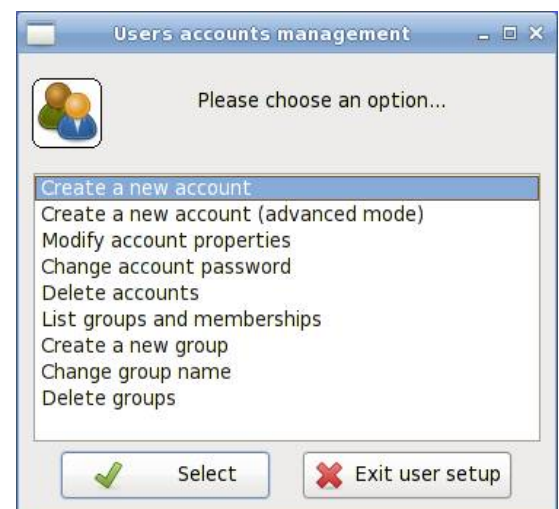 Users accounts management
Please choose an option...
Create a new account
Create a new account (advanced mode)
Modify account properties
Change account password
Delete accounts
List groups and memberships
Create a new group
Change group name
Delete groups
Select
Exit user setup